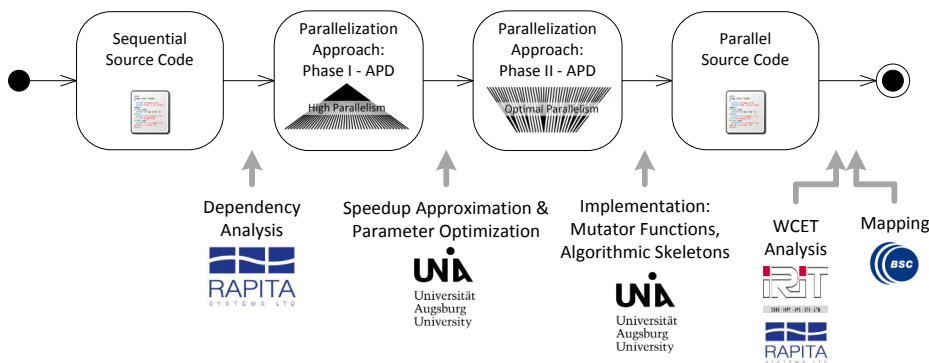 Sequential
Source Code
Parallelization
Approach:
Phase I - APD
High Parallelism
Parallelization
Approach:
Phase II - APD
Optimal Parallelism
Parallel
Source Code
Dependency
Analysis
RAPITA
SYSTEMS LTD
Speedup Approximation &
Parameter Optimization
UNIA
Universität
Augsburg
University
Implementation:
Mutator Functions,
Algorithmic Skeletons
UNIA
Universität
Augsburg
University
WCET
Analysis
IRIT
RAPITA
SYSTEMS LTD
Mapping
BSC